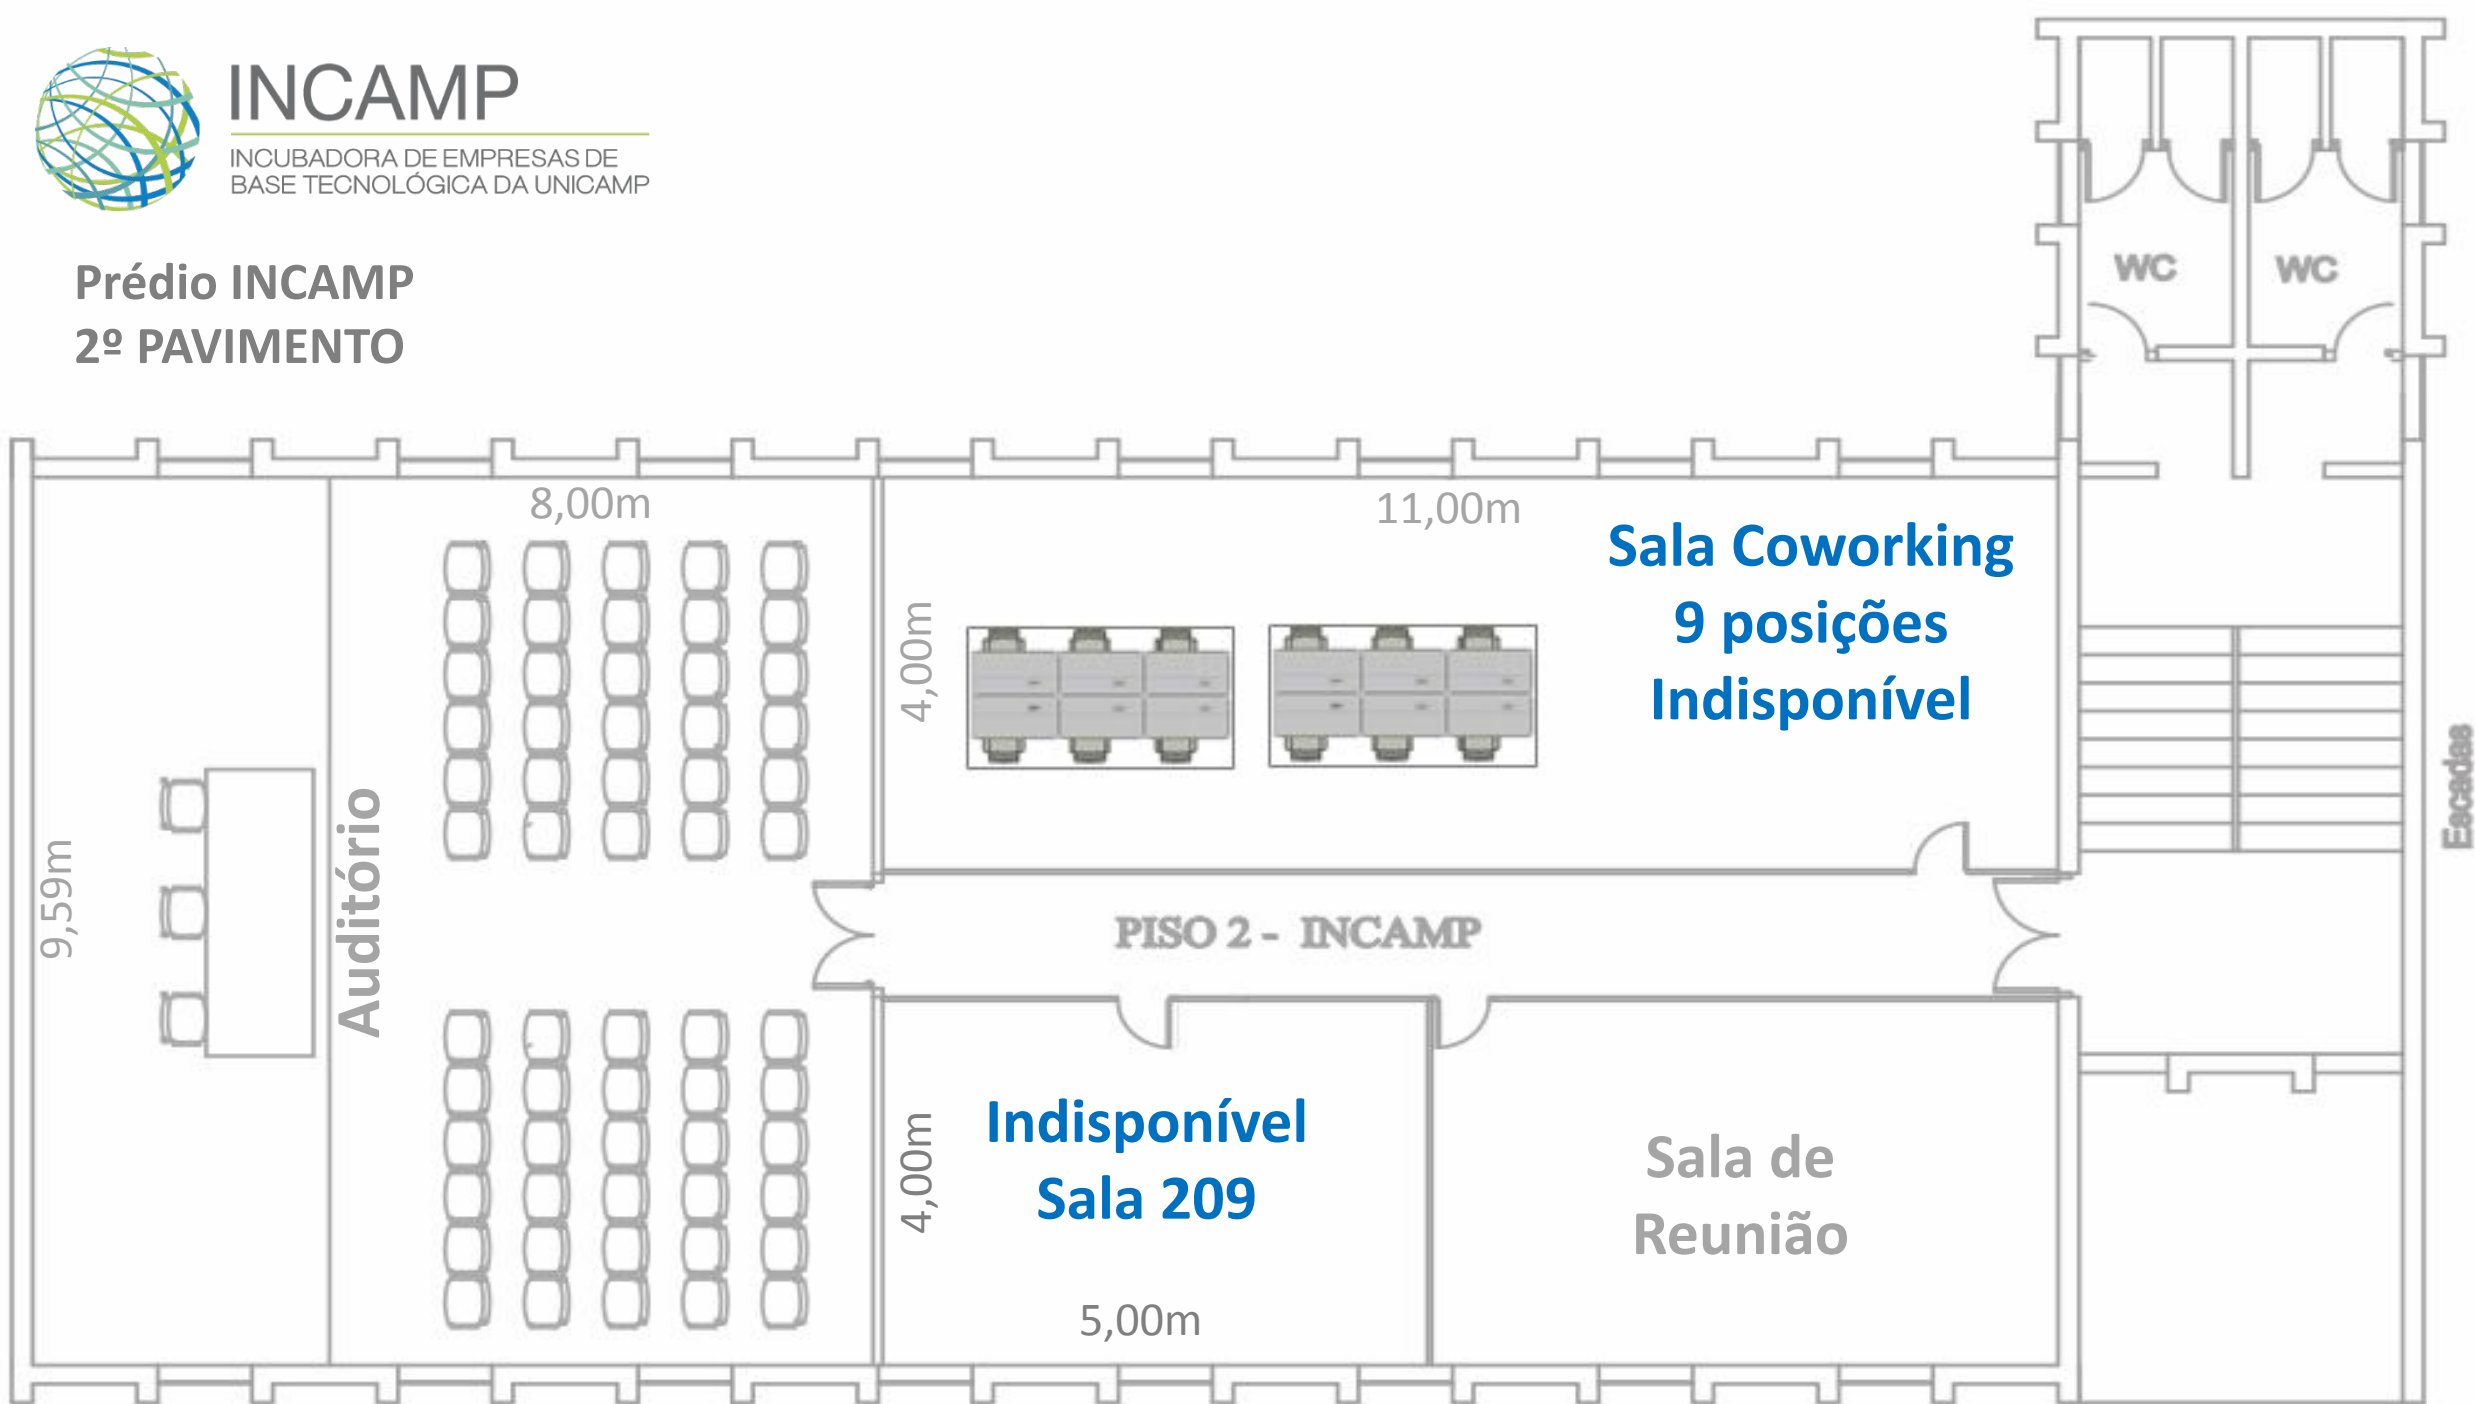 INCAMP
INCUBADORA DE EMPRESAS DE
BASE TECNOLÓGICA DA UNICAMP
Prédio INCAMP
2º PAVIMENTO
WC
WC
8,00m
11,00m
Sala Coworking
9 posições
Indisponível
4,00m
Escadas
Auditório
9,59m
PISO 2 - INCAMP
Indisponível
Sala 209
4,00m
5,00m
Sala de
Reunião